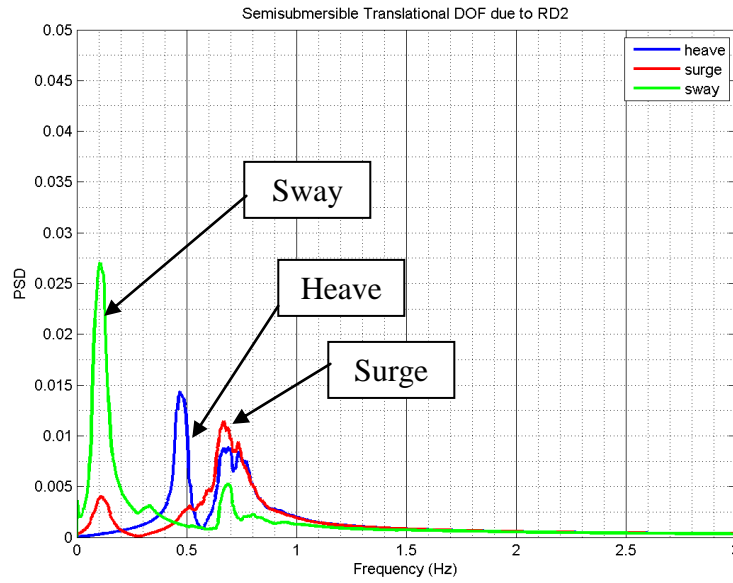 Semisubmersible Translational DOF due to RD2
0.05
0.045
0.04
0.035
0.03
0.025
0.02
0.015
0.01
0.005
0
PSD
heave
surge
sway
Sway
Heave
Surge
0 0.5 1 1.5 2 2.5 3
Frequency (Hz)